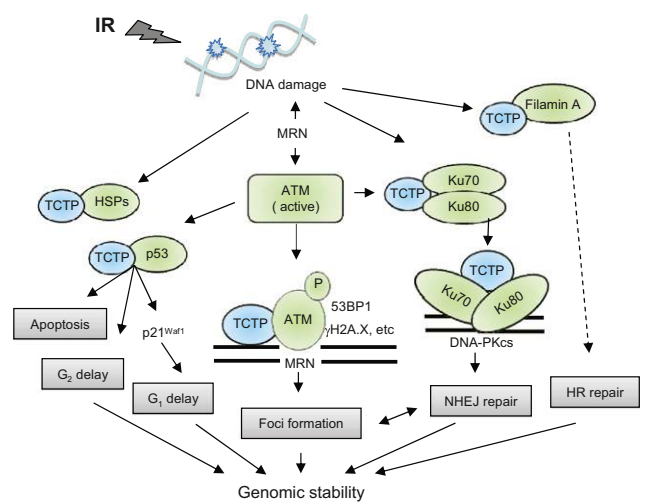 IR
DNA damage
MRN
TCTP
Filamin A
ATM
( active)
TCTP
Ku70
Ku80
TCTP
HSPs
TCTP
p53
TCTP
Ku70
Ku80
DNA-PKcs
P
TCTP
ATM
53BP1
γH2A.X, etc
MRN
Apoptosis
p21Waf1
G2 delay
G1 delay
Foci formation
NHEJ repair
HR repair
Genomic stability